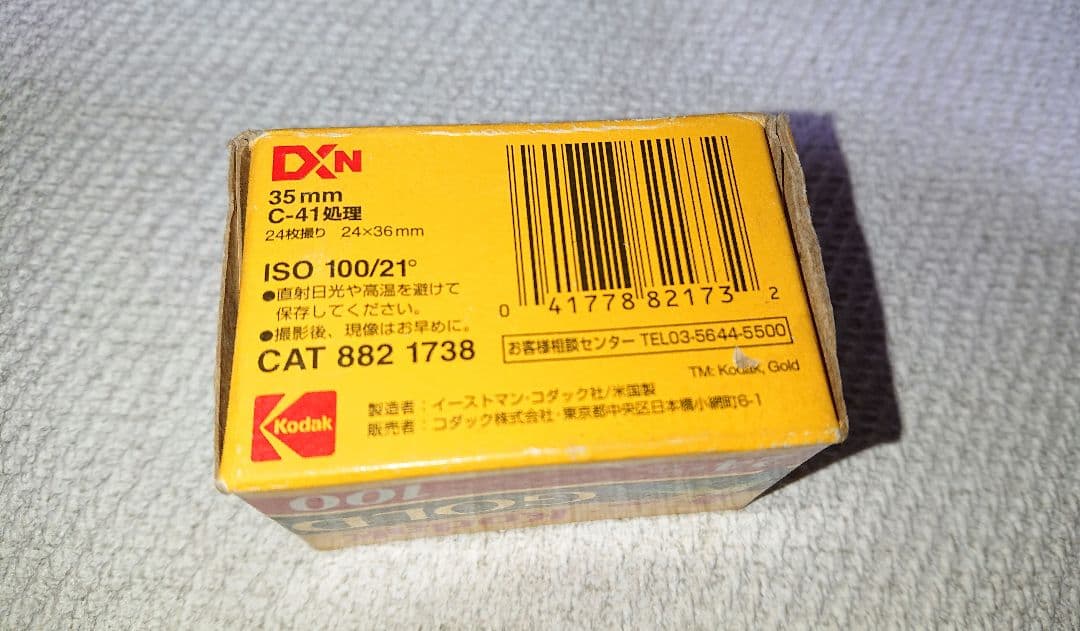 DXN
35mm
C-41処理
24枚撮り 24×36mm
ISO 100/21°
●直射日光や高温を避けて
保存してください。
●撮影後、現像はお早めに。
CAT 882 1738
0 41778 82173 2
お客様相談センター TEL03-5644-5500
TM: Kodak, Gold
Kodak
製造者：イーストマン・コダック社/米国製
販売者：コダック株式会社・東京都中央区日本橋小網町6-1
GOLD
100